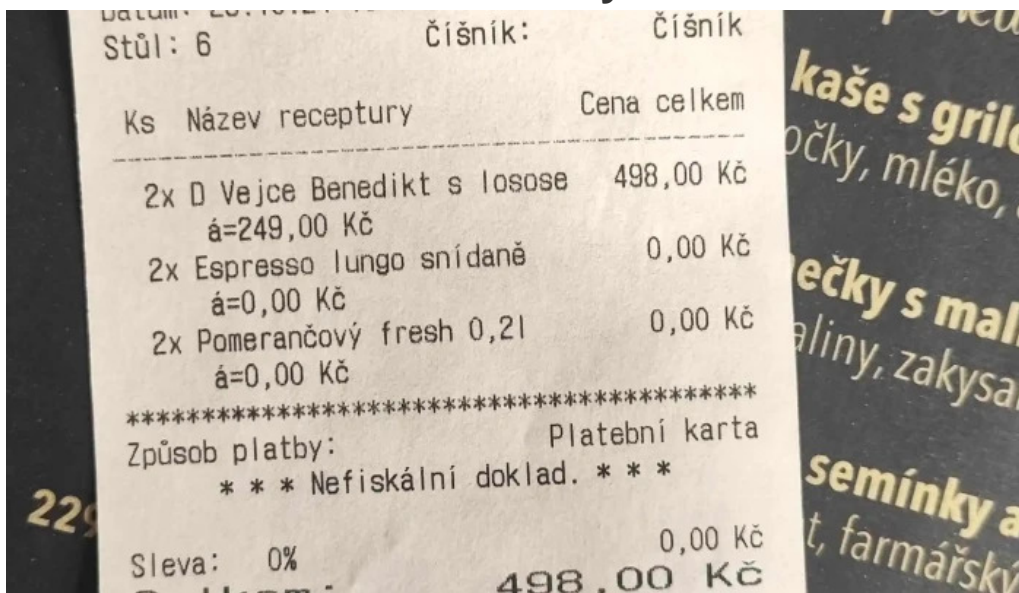 Stůl: 6 Číšník: Číšník
Ks Název receptury Cena celkem
2x D Vejce Benedikt s losose 498,00 Kč
á=249,00 Kč
2x Espresso lungo snídaně 0,00 Kč
á=0,00 Kč
2x Pomerančový fresh 0,2l 0,00 Kč
á=0,00 Kč
******************************************
Způsob platby: Platební karta
* * * Nefiskální doklad. * * *
Sleva: 0% 0,00 Kč
498,00 Kč
kaše s grilo
očky, mléko,
ečky s mal
aliny, zakysa
semínky a
t, farmářský
229